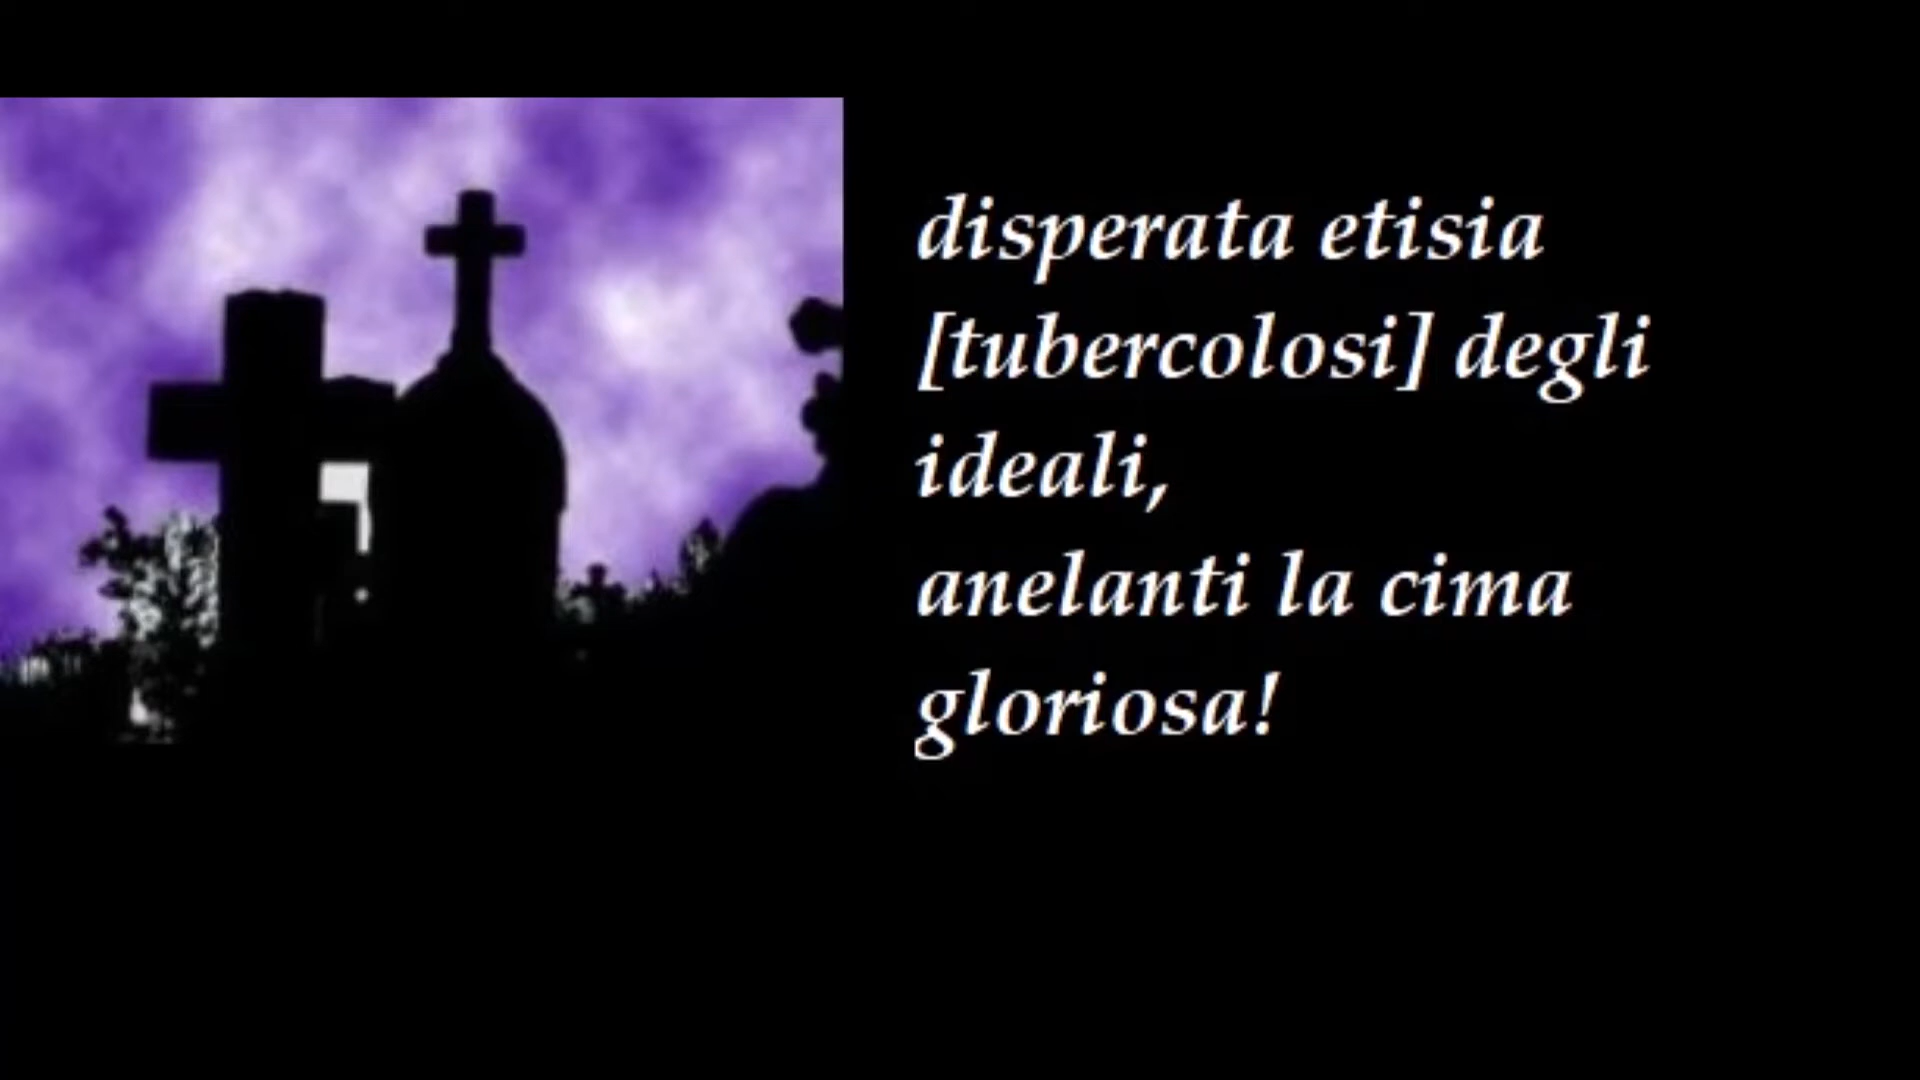 disperata etisia
[tubercolosi] degli
ideali,
anelanti la cima
gloriosa!